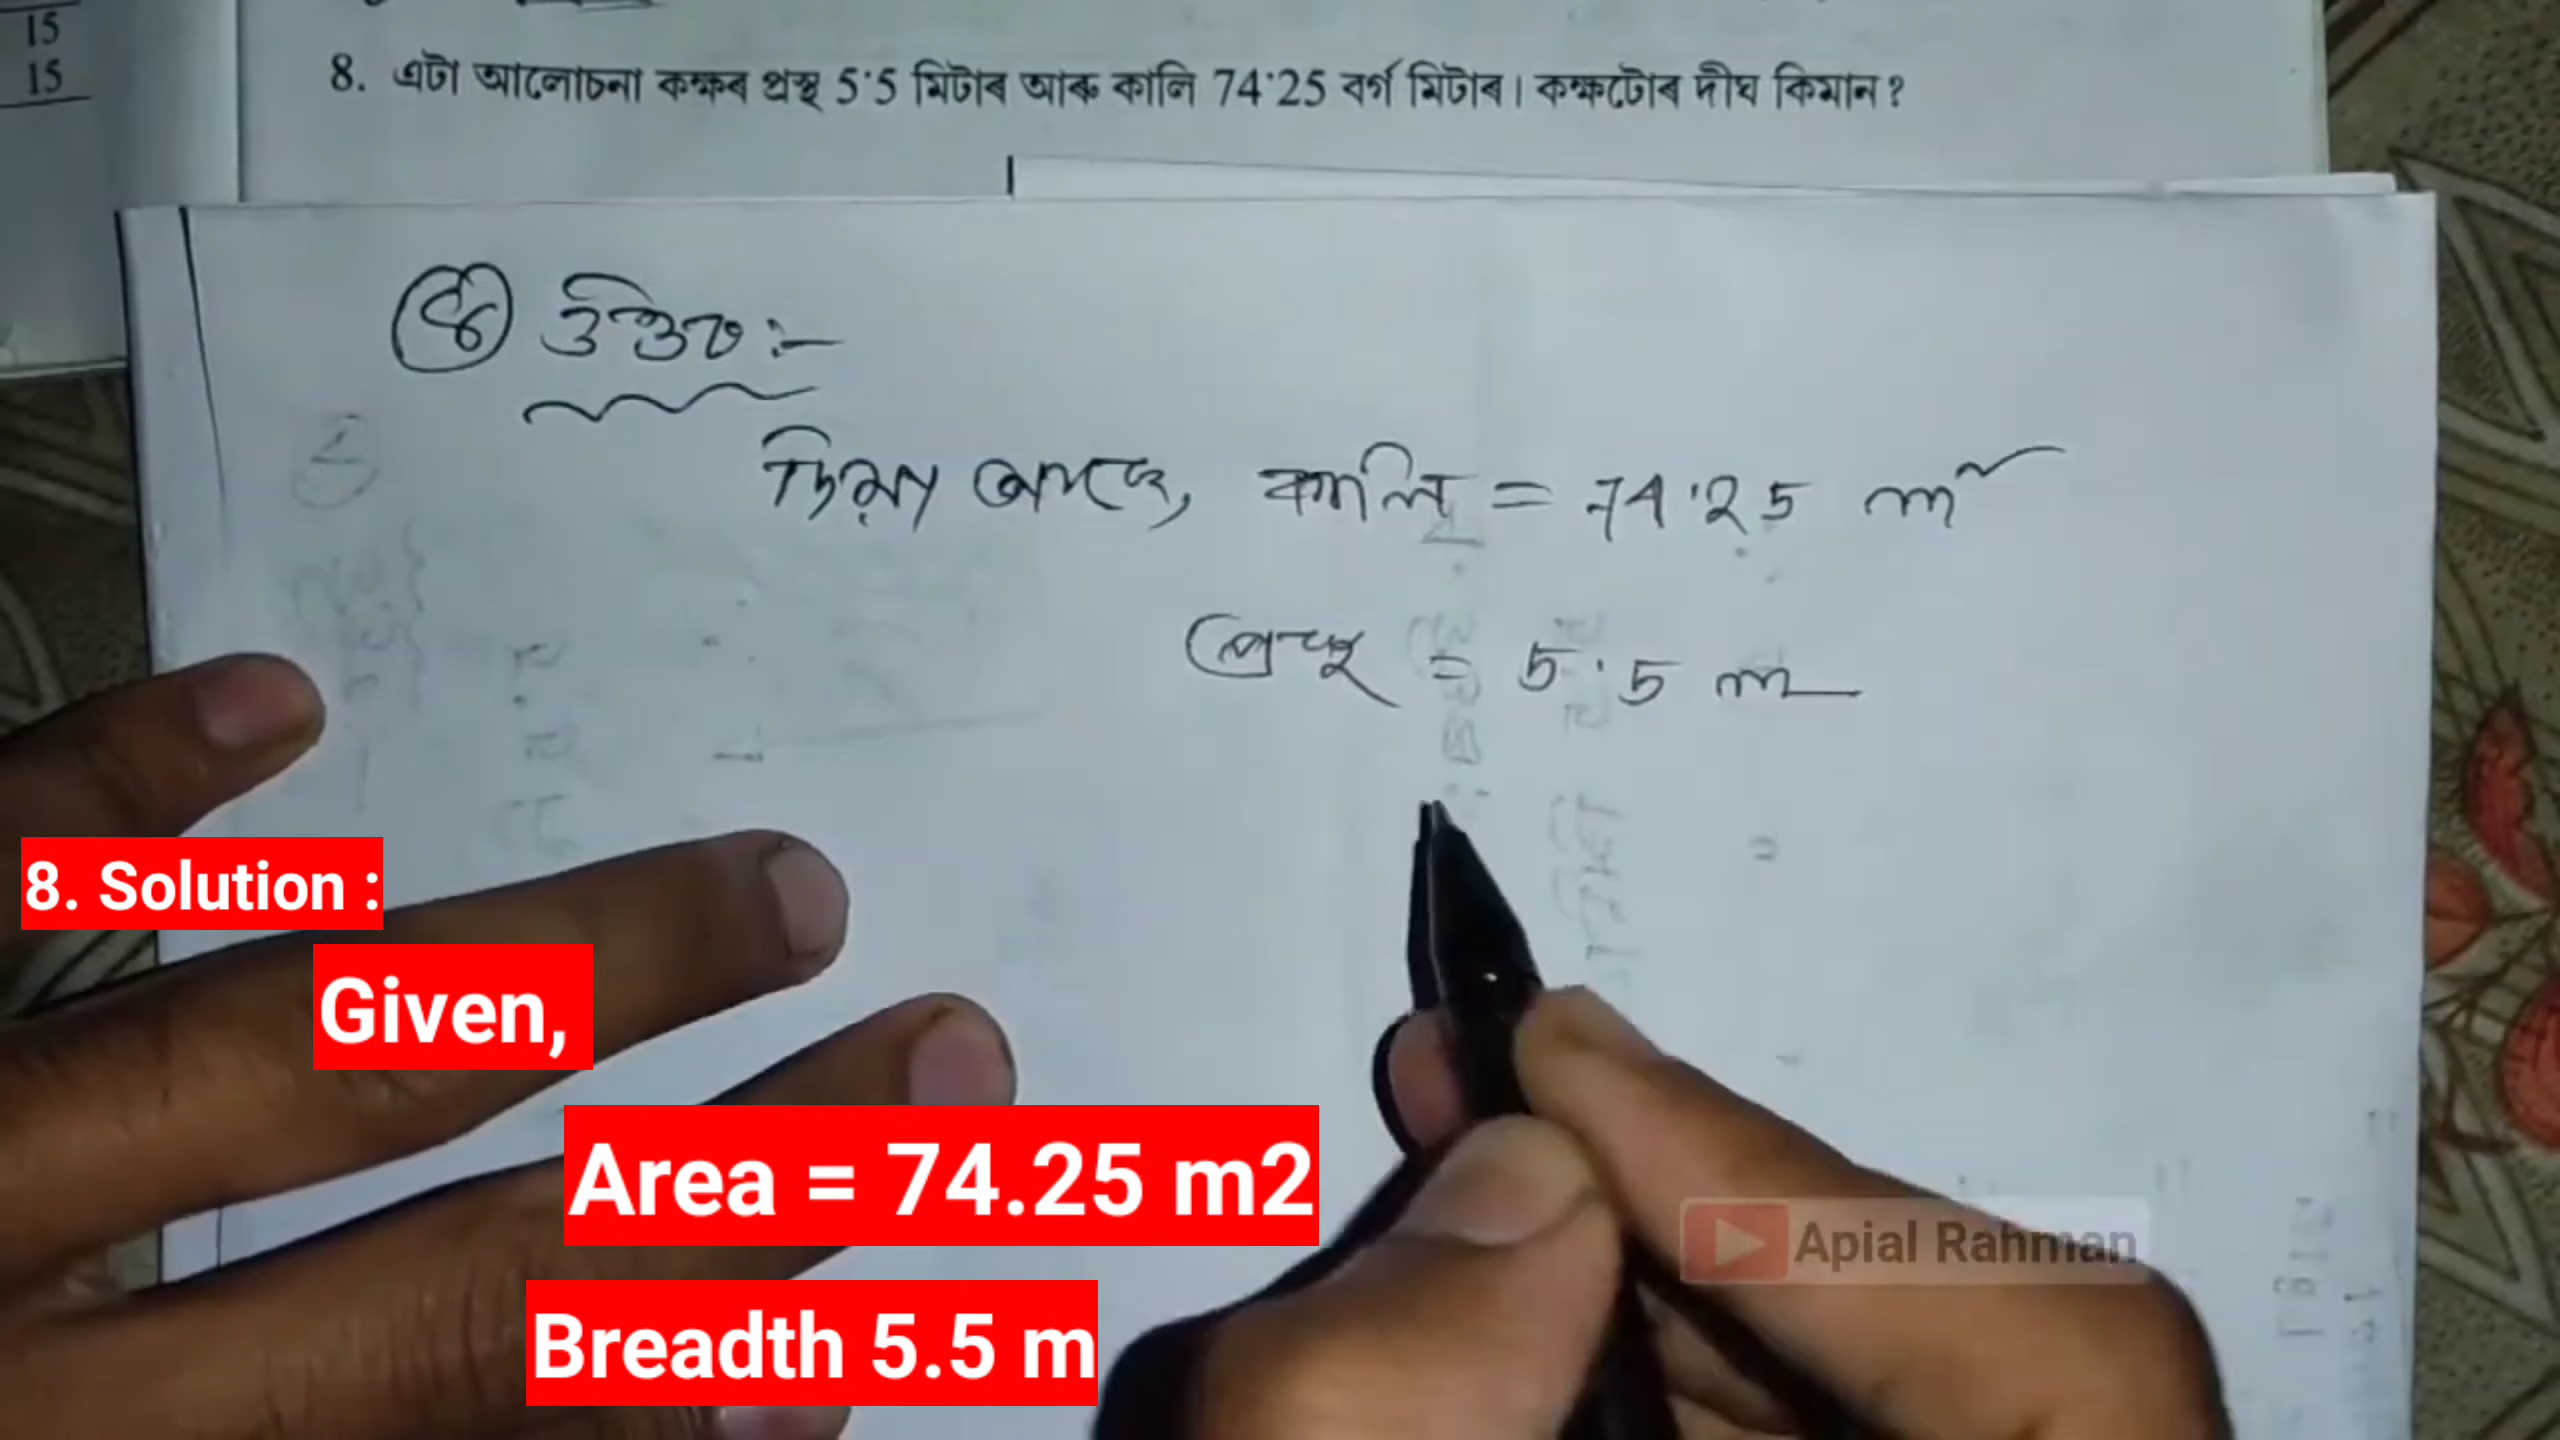 15
15
8. এটা আলোচনা কক্ষৰ প্ৰস্থ 5·5 মিটাৰ আৰু কালি 74·25 বৰ্গ মিটাৰ। কক্ষটোৰ দীঘ কিমান?
8 উত্তৰ :-
দিয়া আছে, কালি = 74·25 m²
প্ৰস্থ = 5·5 m
8. Solution :
Given,
Area = 74.25 m2
Breadth 5.5 m
Apial Rahman